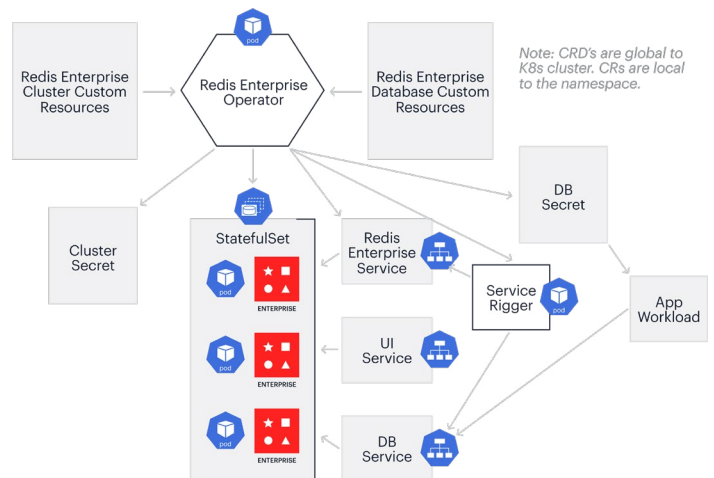 pod
Redis Enterprise
Cluster Custom
Resources
Redis Enterprise
Operator
Redis Enterprise
Database Custom
Resources
Note: CRD's are global to
K8s cluster. CRs are local
to the namespace.
Cluster
Secret
StatefulSet
pod
ENTERPRISE
pod
ENTERPRISE
pod
ENTERPRISE
Redis
Enterprise
Service
UI
Service
DB
Service
Service
Rigger
pod
DB
Secret
App
Workload